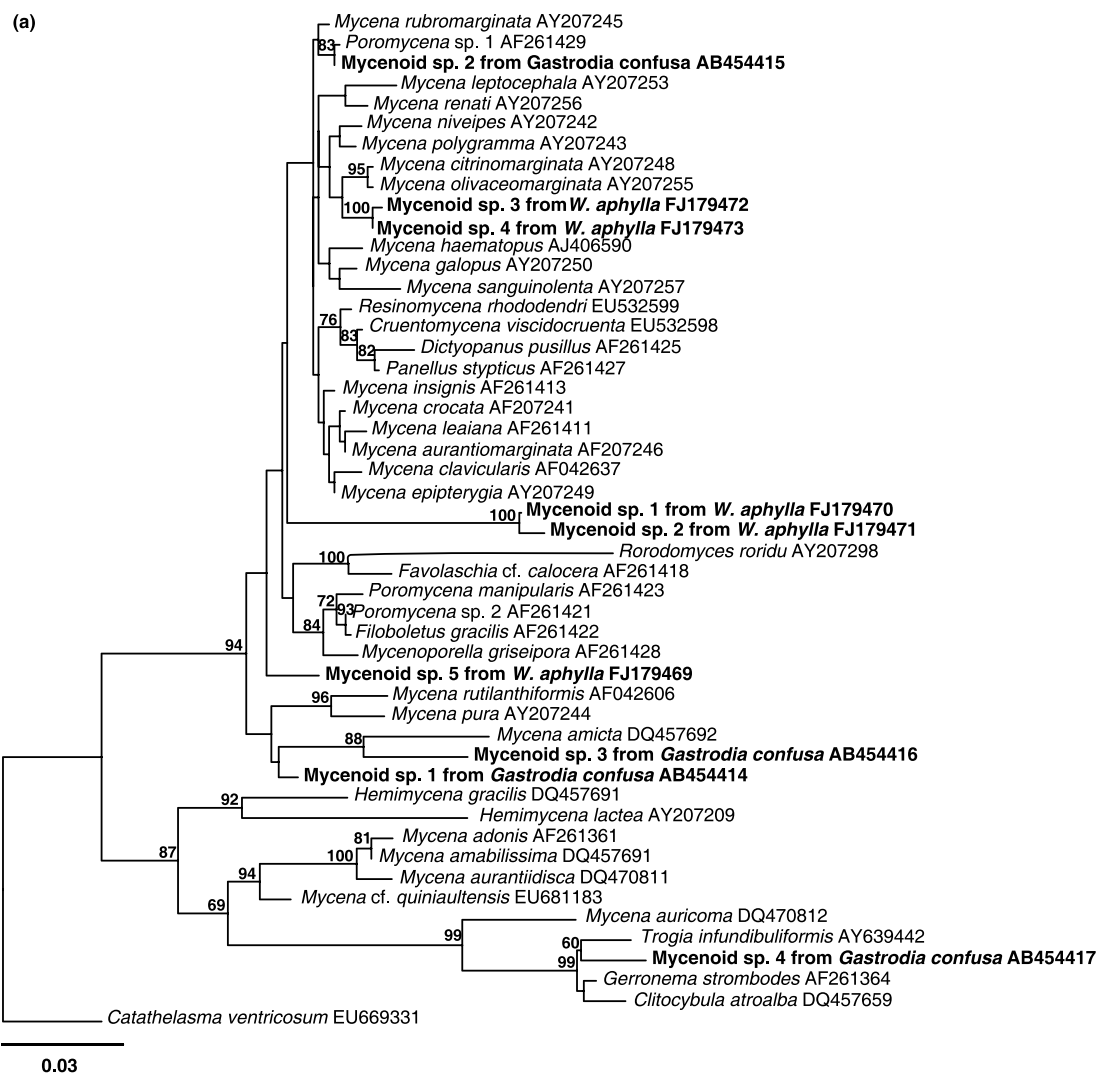 (a)
Mycena rubromarginata AY207245
83
Poromycena sp. 1 AF261429
Mycenoid sp. 2 from Gastrodia confusa AB454415
Mycena leptocephala AY207253
Mycena renati AY207256
Mycena niveipes AY207242
Mycena polygramma AY207243
95
Mycena citrinomarginata AY207248
Mycena olivaceomarginata AY207255
100
Mycenoid sp. 3 from W. aphylla FJ179472
Mycenoid sp. 4 from W. aphylla FJ179473
Mycena haematopus AJ406590
Mycena galopus AY207250
Mycena sanguinolenta AY207257
Resinomycena rhododendri EU532599
76
Cruentomycena viscidocruenta EU532598
83
Dictyopanus pusillus AF261425
82
Panellus stypticus AF261427
Mycena insignis AF261413
Mycena crocata AF207241
Mycena leaiana AF261411
Mycena aurantiomarginata AF207246
Mycena clavicularis AF042637
Mycena epipterygia AY207249
100
Mycenoid sp. 1 from W. aphylla FJ179470
Mycenoid sp. 2 from W. aphylla FJ179471
Rorodomyces roridu AY207298
100
Favolaschia cf. calocera AF261418
Poromycena manipularis AF261423
72
93
Poromycena sp. 2 AF261421
84
Filoboletus gracilis AF261422
Mycenoporella griseipora AF261428
94
Mycenoid sp. 5 from W. aphylla FJ179469
96
Mycena rutilanthiformis AF042606
Mycena pura AY207244
88
Mycena amicta DQ457692
Mycenoid sp. 3 from Gastrodia confusa AB454416
Mycenoid sp. 1 from Gastrodia confusa AB454414
92
Hemimycena gracilis DQ457691
Hemimycena lactea AY207209
87
81
Mycena adonis AF261361
100
Mycena amabilissima DQ457691
94
Mycena aurantiidisca DQ470811
Mycena cf. quiniaultensis EU681183
69
Mycena auricoma DQ470812
99
60
Trogia infundibuliformis AY639442
99
Mycenoid sp. 4 from Gastrodia confusa AB454417
Gerronema strombodes AF261364
Clitocybula atroalba DQ457659
Catathelasma ventricosum EU669331
0.03